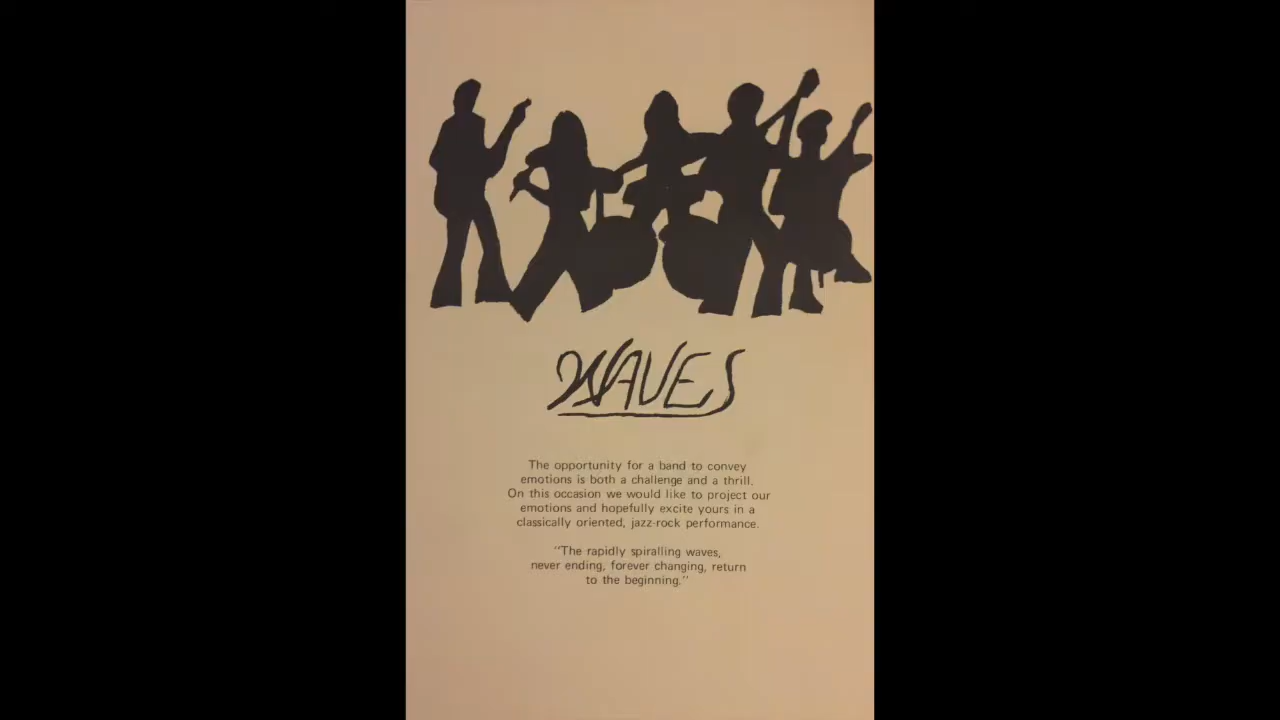 WAVES
The opportunity for a band to convey
emotions is both a challenge and a thrill.
On this occasion we would like to project our
emotions and hopefully excite yours in a
classically oriented, jazz-rock performance.
"The rapidly spiralling waves,
never ending, forever changing, return
to the beginning."